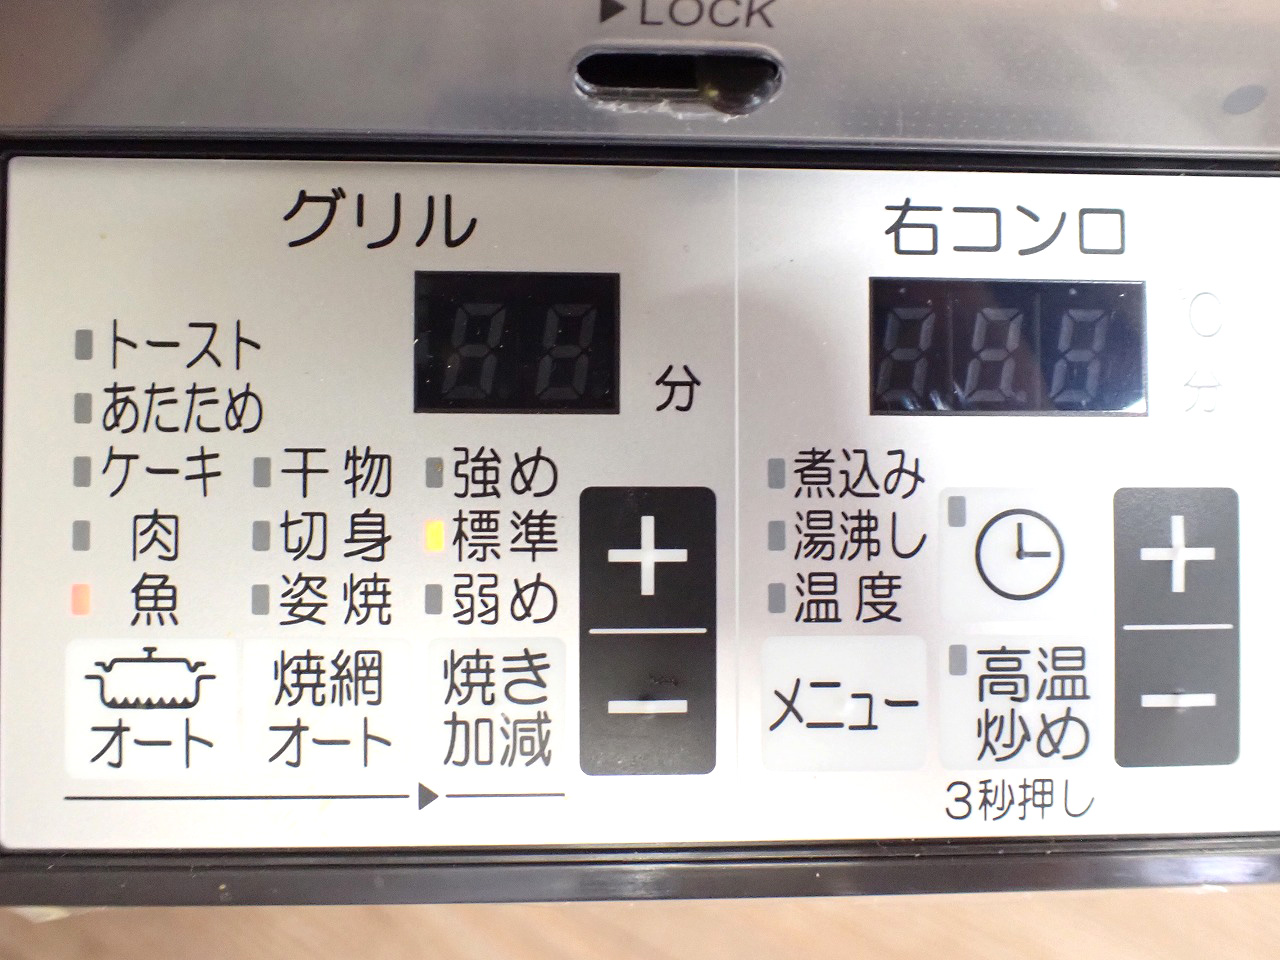 ▶LOCK
グリル
トースト
あたため
ケーキ
肉
魚
オート
干物
切身
姿焼
焼網
オート
強め
標準
弱め
焼き
加減
分
+
−
右コンロ
℃
分
煮込み
湯沸し
温度
メニュー
高温
炒め
3秒押し
+
−